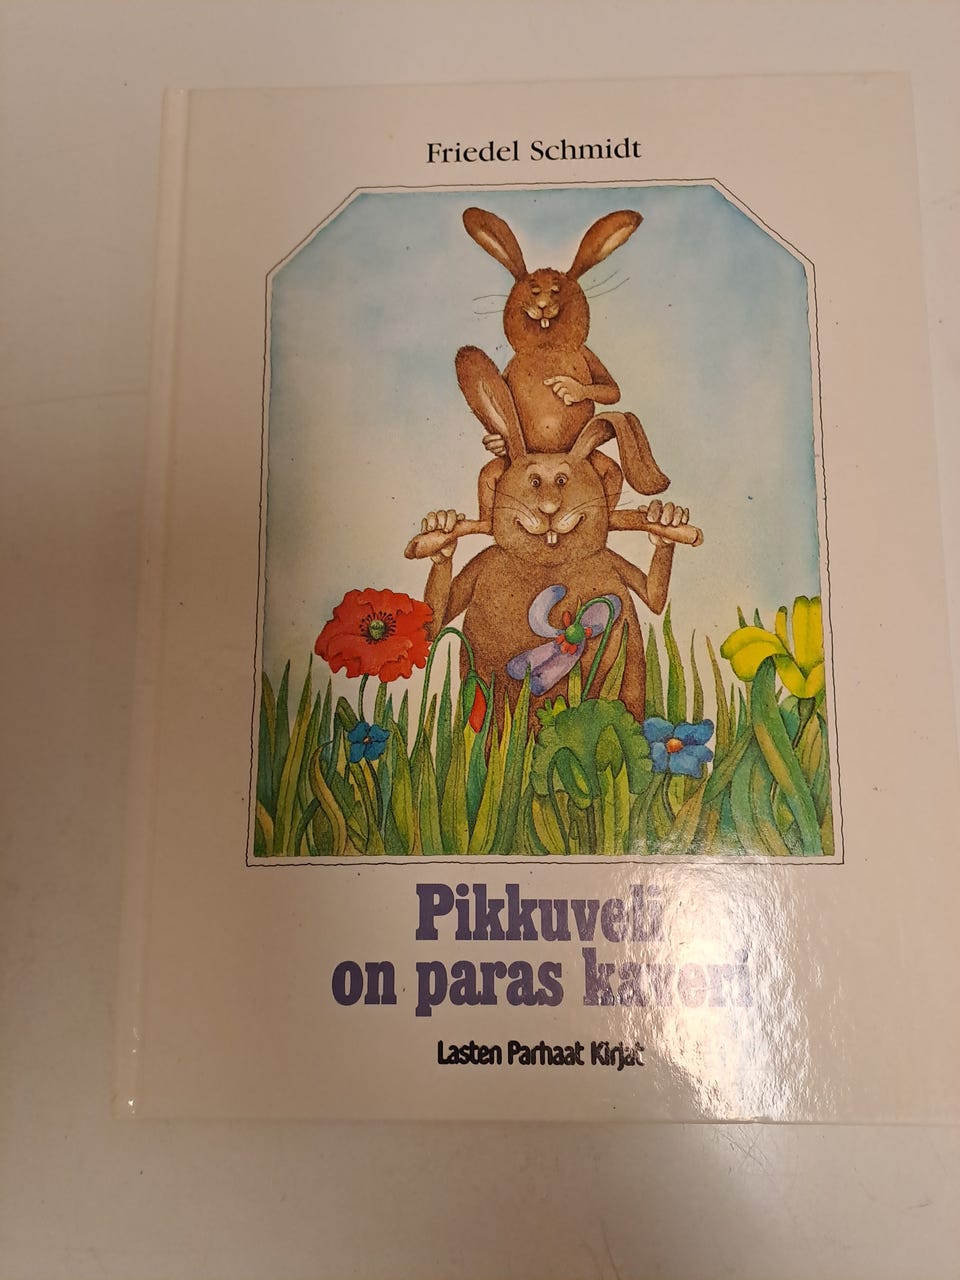 Friedel Schmidt
Pikkuveli
on paras kaveri
Lasten Parhaat Kirjat